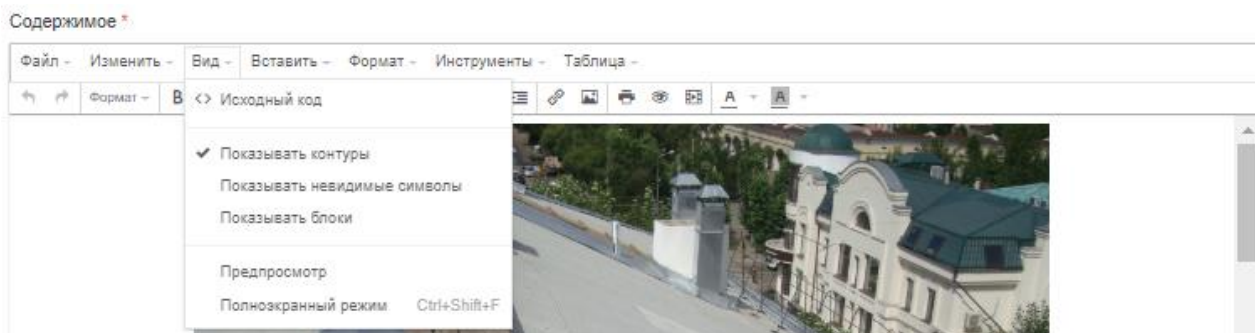 Содержимое *
Файл Изменить Вид Вставить Формат Инструменты Таблица
Формат B A A
<> Исходный код
Показывать контуры
Показывать невидимые символы
Показывать блоки
Предпросмотр
Полноэкранный режим Ctrl+Shift+F